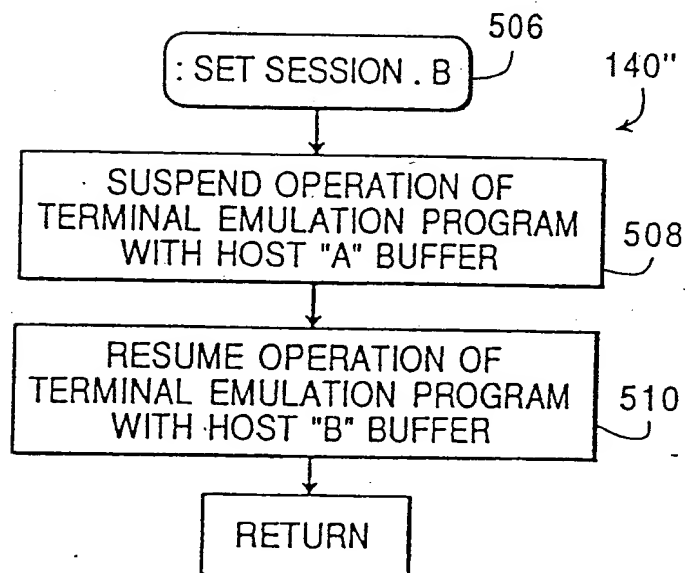 506
: SET SESSION . B
140"
SUSPEND OPERATION OF
TERMINAL EMULATION PROGRAM
WITH HOST "A" BUFFER
508
RESUME OPERATION OF
TERMINAL EMULATION PROGRAM
WITH HOST "B" BUFFER
510
RETURN